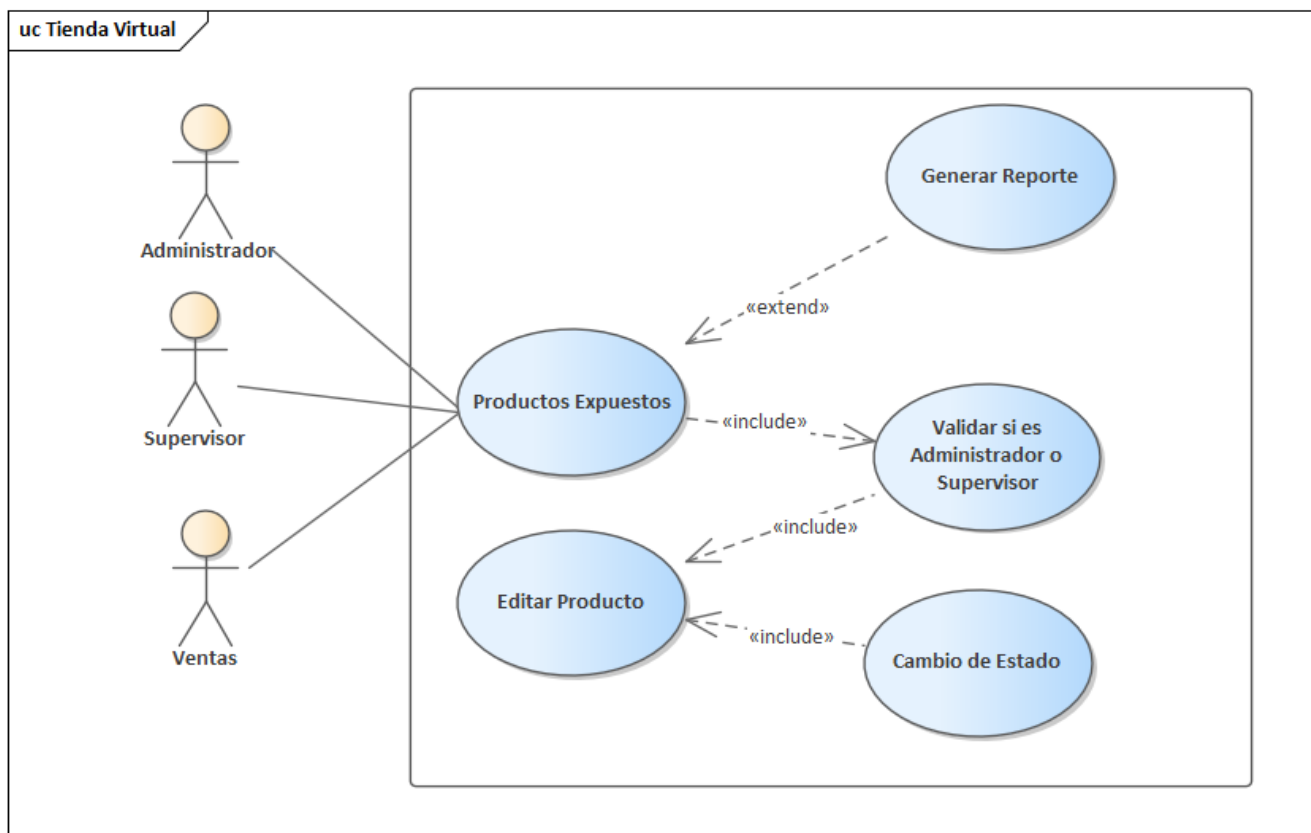 uc Tienda Virtual
Administrador
Supervisor
Ventas
Generar Reporte
«extend»
Productos Expuestos
«include»
Validar si es
Administrador o
Supervisor
«include»
Editar Producto
«include»
Cambio de Estado